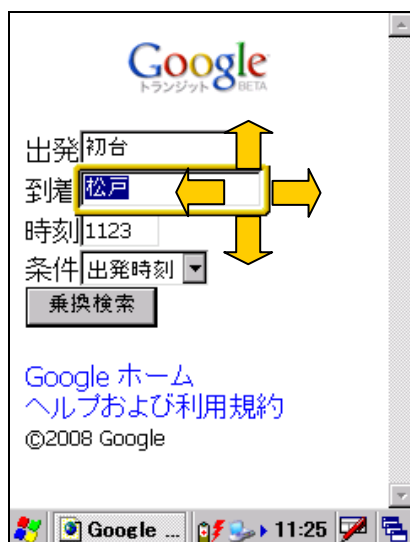 Google
トランジット BETA
出発 初台
到着 松戸
時刻 1123
条件 出発時刻
乗換検索
Google ホーム
ヘルプおよび利用規約
©2008 Google
Google ... 11:25